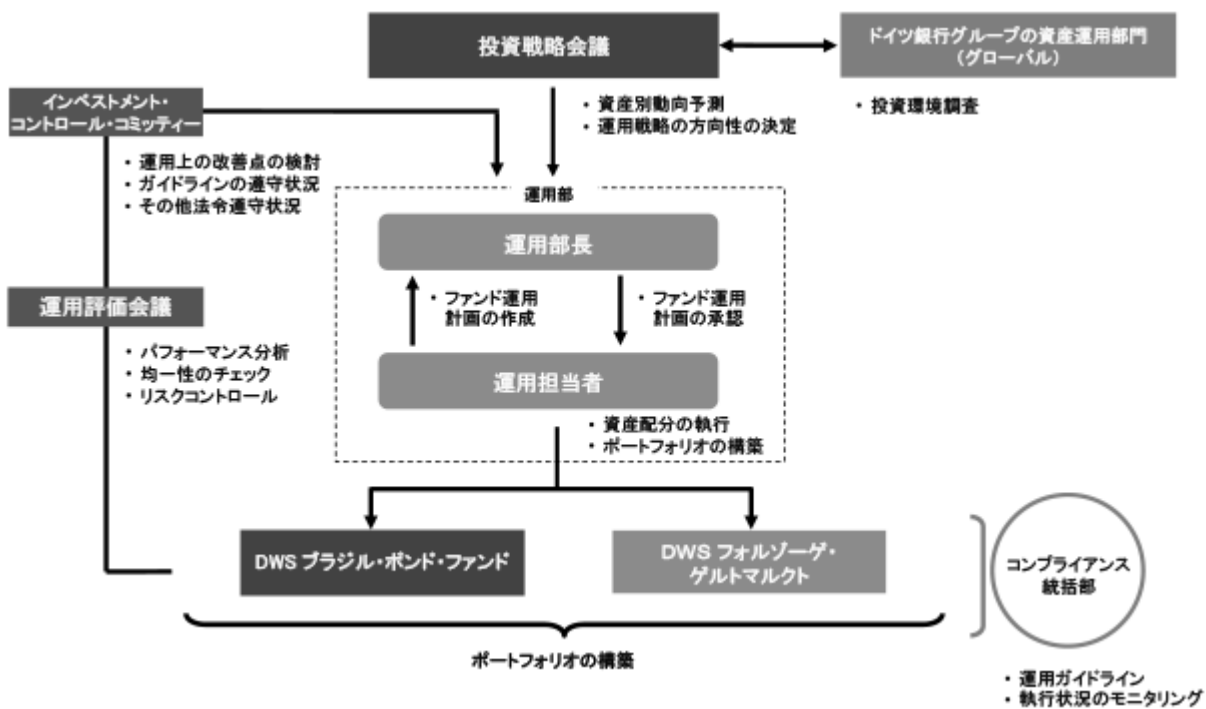 投資戦略会議
ドイツ銀行グループの資産運用部門
(グローバル)
・投資環境調査
・資産別動向予測
・運用戦略の方向性の決定
インベストメント・
コントロール・コミッティー
・運用上の改善点の検討
・ガイドラインの遵守状況
・その他法令遵守状況
運用部
運用部長
・ファンド運用
計画の作成
・ファンド運用
計画の承認
運用評価会議
・パフォーマンス分析
・均一性のチェック
・リスクコントロール
運用担当者
・資産配分の執行
・ポートフォリオの構築
DWS ブラジル・ボンド・ファンド
DWS フォルゾーゲ・
ゲルトマルクト
コンプライアンス
統括部
ポートフォリオの構築
・運用ガイドライン
・執行状況のモニタリング